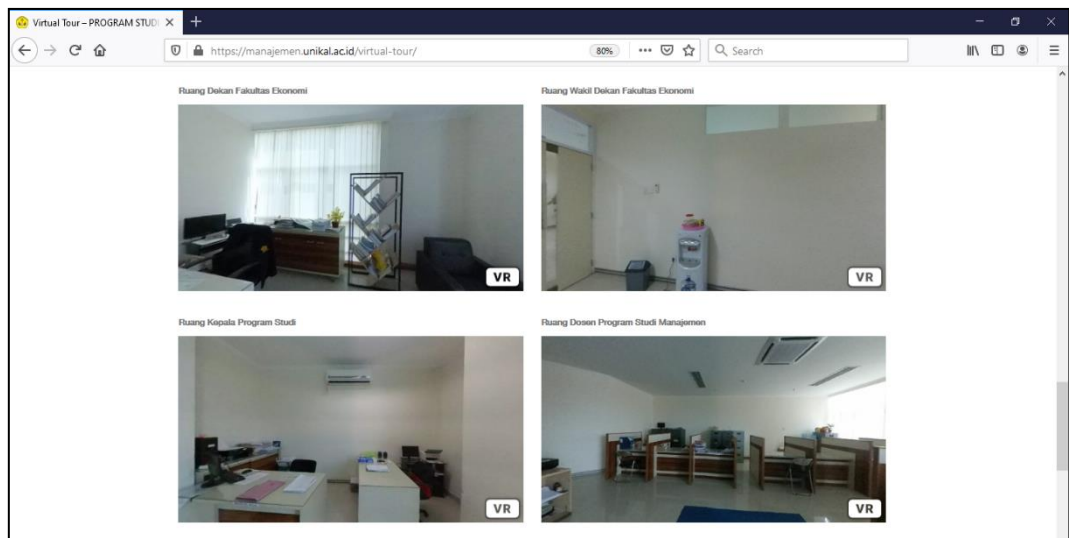 Virtual Tour – PROGRAM STUDI
https://manajemen.unikal.ac.id/virtual-tour/
80%
Search
Ruang Dekan Fakultas Ekonomi
Ruang Wakil Dekan Fakultas Ekonomi
VR
VR
Ruang Kepala Program Studi
Ruang Dosen Program Studi Manajemen
VR
VR